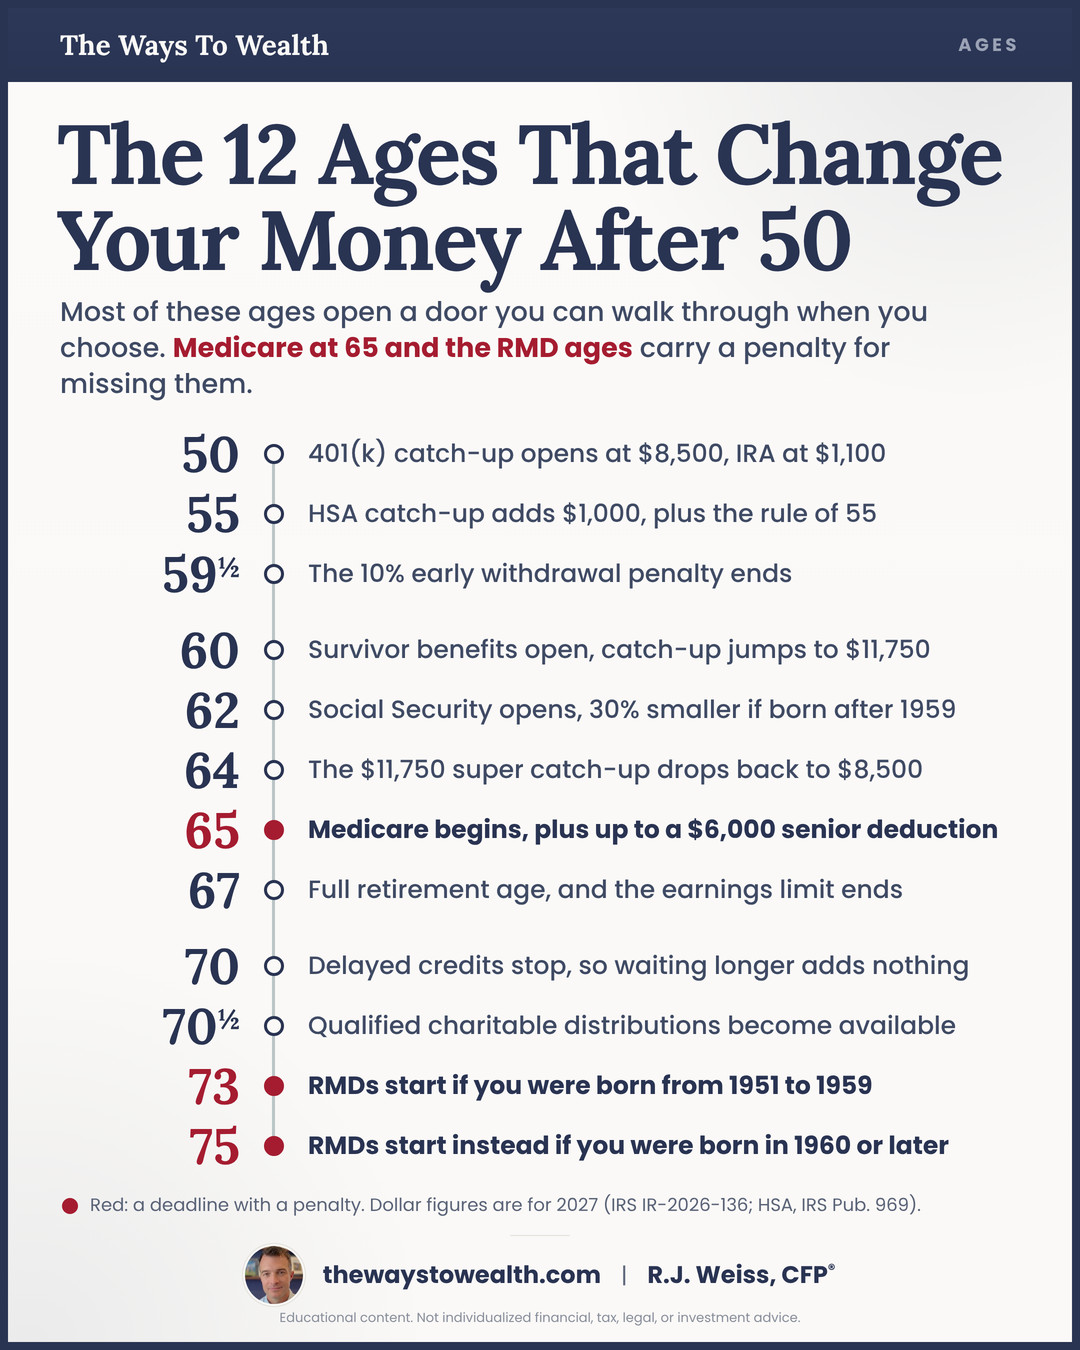 The Ways To Wealth
AGES
The 12 Ages That Change
Your Money After 50
Most of these ages open a door you can walk through when you
choose. Medicare at 65 and the RMD ages carry a penalty for
missing them.
50 401(k) catch-up opens at $8,500, IRA at $1,100
55 HSA catch-up adds $1,000, plus the rule of 55
59½ The 10% early withdrawal penalty ends
60 Survivor benefits open, catch-up jumps to $11,750
62 Social Security opens, 30% smaller if born after 1959
64 The $11,750 super catch-up drops back to $8,500
65 Medicare begins, plus up to a $6,000 senior deduction
67 Full retirement age, and the earnings limit ends
70 Delayed credits stop, so waiting longer adds nothing
70½ Qualified charitable distributions become available
73 RMDs start if you were born from 1951 to 1959
75 RMDs start instead if you were born in 1960 or later
Red: a deadline with a penalty. Dollar figures are for 2027 (IRS IR-2026-136; HSA, IRS Pub. 969).
thewaystowealth.com | R.J. Weiss, CFP®
Educational content. Not individualized financial, tax, legal, or investment advice.